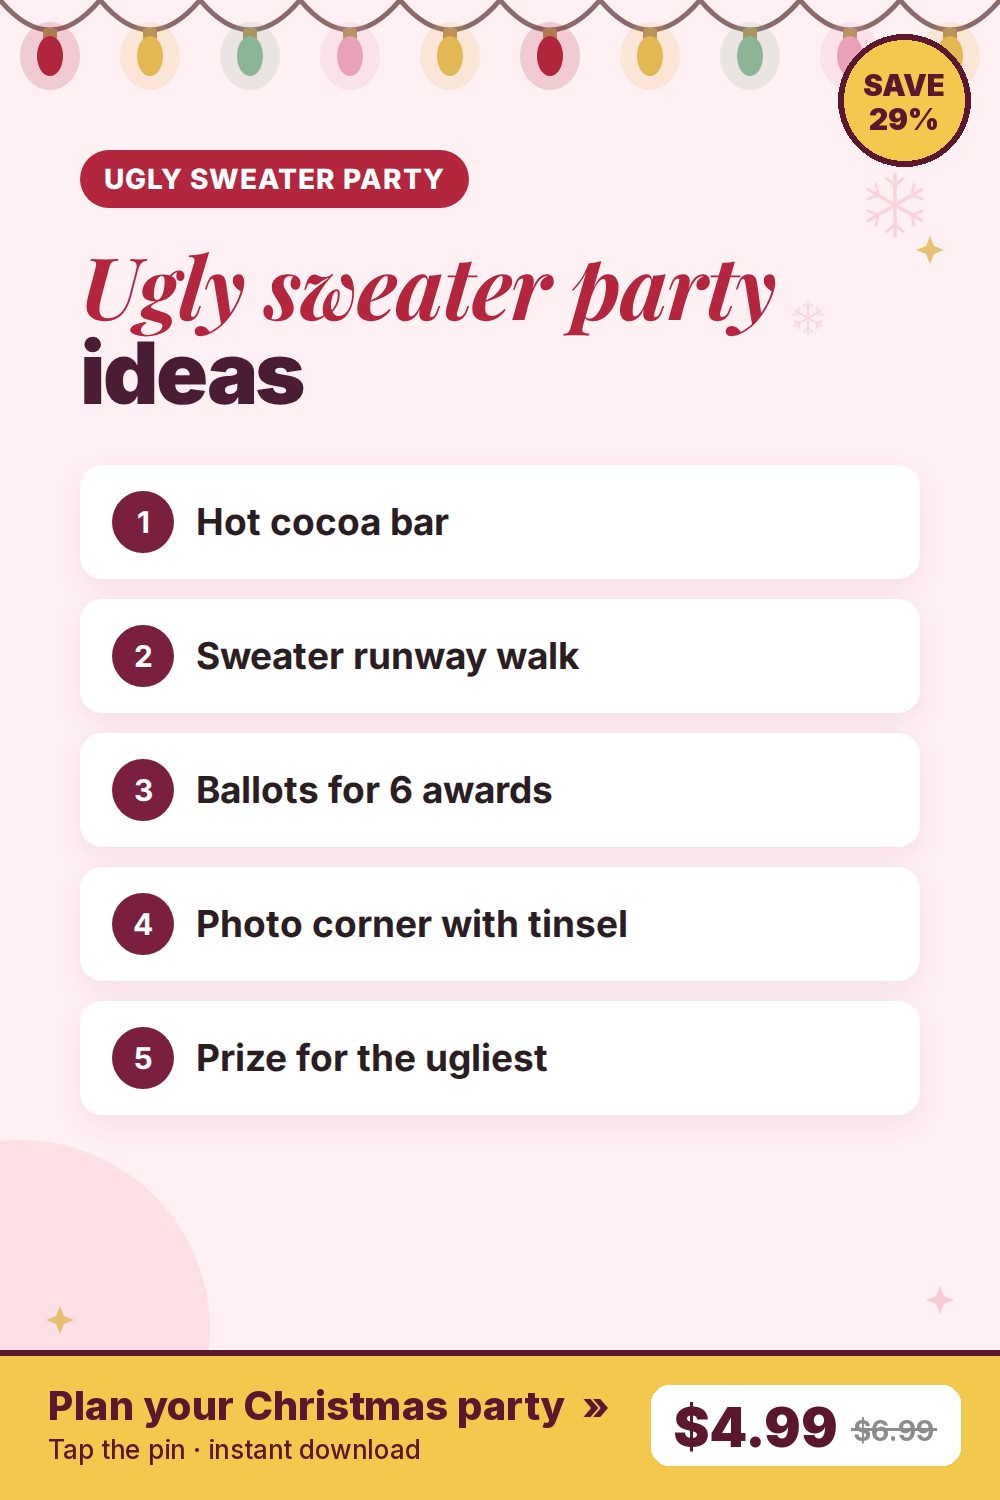 SAVE
29%
UGLY SWEATER PARTY
Ugly sweater party
ideas
1 Hot cocoa bar
2 Sweater runway walk
3 Ballots for 6 awards
4 Photo corner with tinsel
5 Prize for the ugliest
Plan your Christmas party »
Tap the pin · instant download
$4.99 $6.99